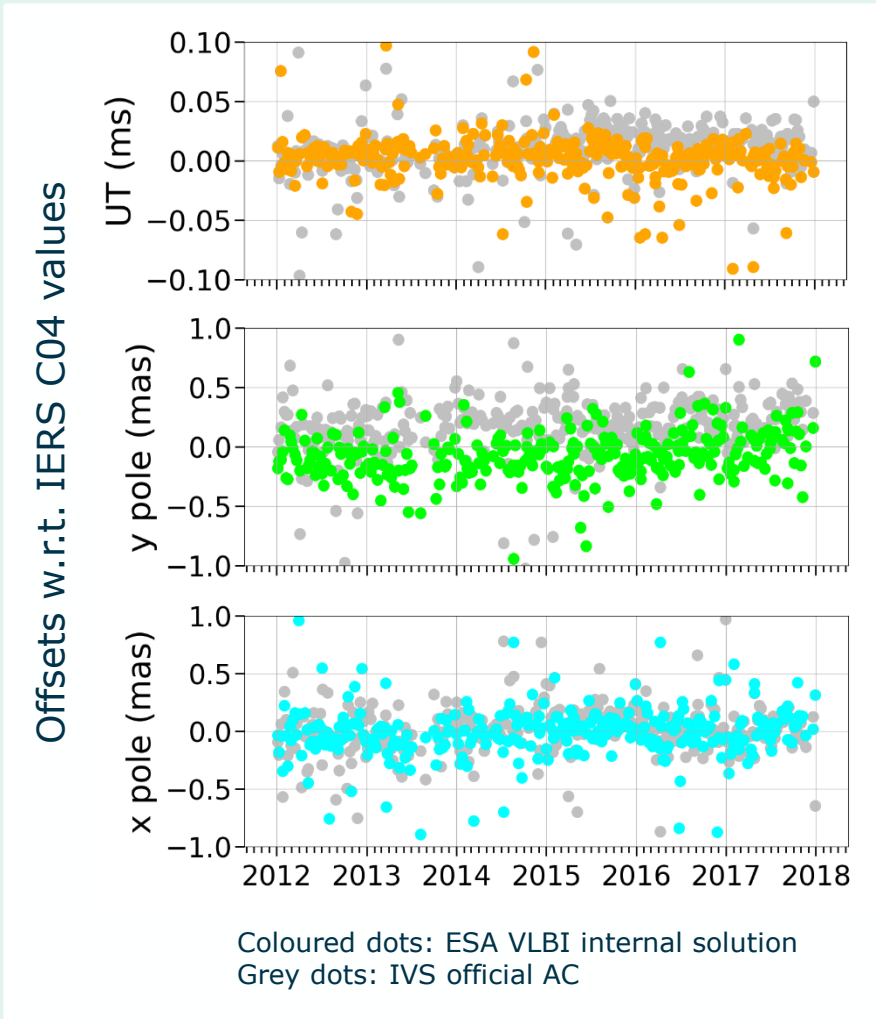 Offsets w.r.t. IERS C04 values
UT (ms)
0.10
0.05
0.00
−0.05
−0.10
y pole (mas)
1.0
0.5
0.0
−0.5
−1.0
x pole (mas)
1.0
0.5
0.0
−0.5
−1.0
2012 2013 2014 2015 2016 2017 2018
Coloured dots: ESA VLBI internal solution
Grey dots: IVS official AC